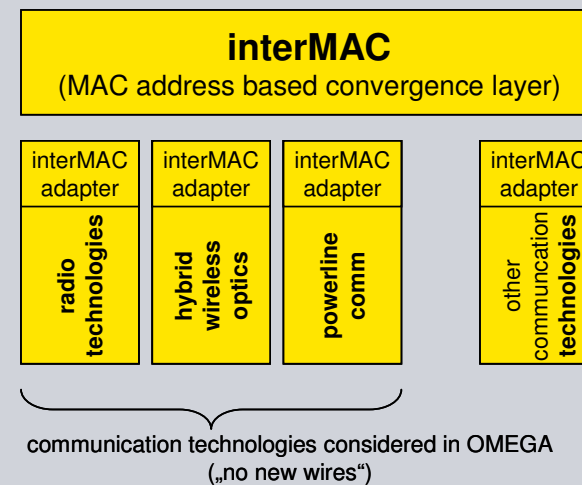 interMAC
(MAC address based convergence layer)
interMAC
adapter
radio
technologies
interMAC
adapter
hybrid
wireless
optics
interMAC
adapter
powerline
comm
interMAC
adapter
other
communcation
technologies
communication technologies considered in OMEGA
(„no new wires“)